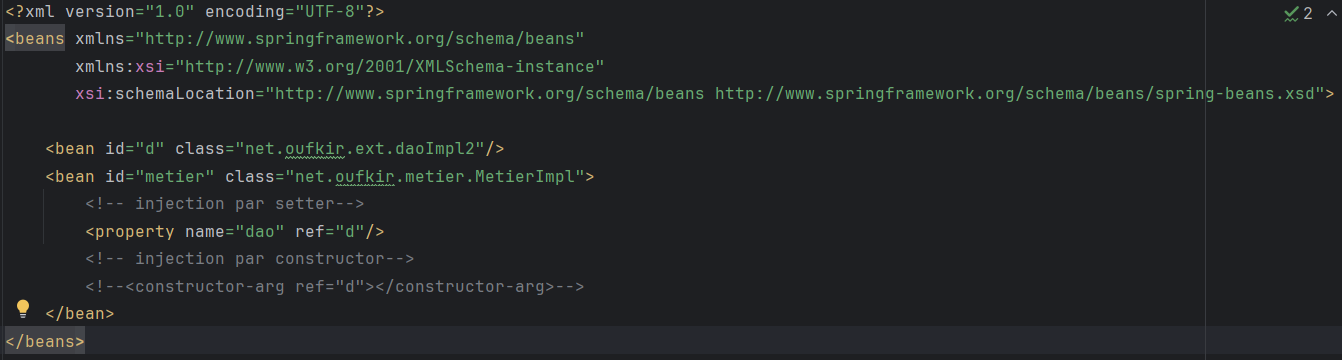 <?xml version="1.0" encoding="UTF-8"?>
2
<beans xmlns="http://www.springframework.org/schema/beans"
       xmlns:xsi="http://www.w3.org/2001/XMLSchema-instance"
       xsi:schemaLocation="http://www.springframework.org/schema/beans http://www.springframework.org/schema/beans/spring-beans.xsd">
    <bean id="d" class="net.oufkir.ext.daoImpl2"/>
    <bean id="metier" class="net.oufkir.metier.MetierImpl">
        <!-- injection par setter-->
        <property name="dao" ref="d"/>
        <!-- injection par constructor-->
        <!--<constructor-arg ref="d"></constructor-arg>-->
    </bean>
</beans>